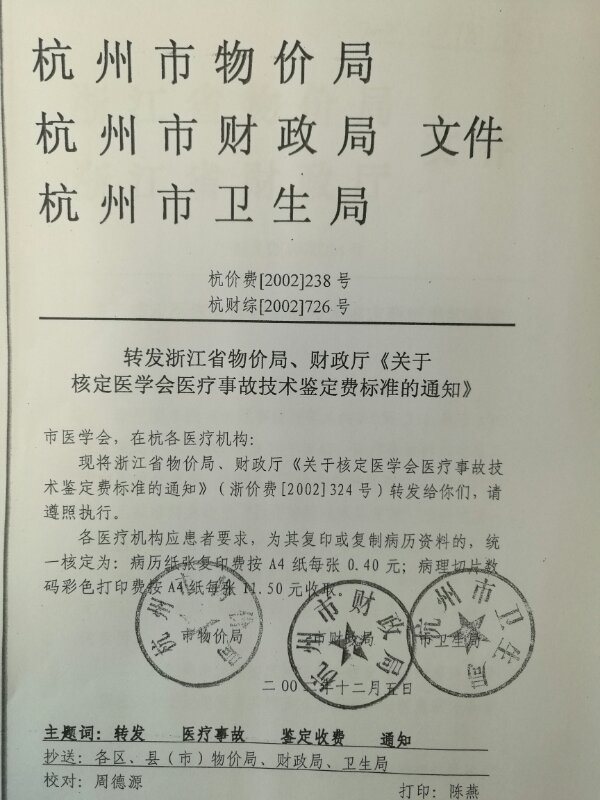 杭州市物价局
杭州市财政局 文件
杭州市卫生局
杭价费[2002]238 号
杭财综[2002]726 号
转发浙江省物价局、财政厅《关于
核定医学会医疗事故技术鉴定费标准的通知》
市医学会，在杭各医疗机构：
现将浙江省物价局、财政厅《关于核定医学会医疗事故技
术鉴定费标准的通知》（浙价费[2002]324 号）转发给你们，请
遵照执行。
各医疗机构应患者要求，为其复印或复制病历资料的，统
一核定为：病历纸张复印费按 A4 纸每张 0.40 元；病理切片数
码彩色打印费按 A4 纸每张 11.50 元收取。
杭州市物价局
杭州市财政局
杭州市卫生局
市物价局 市财政局 市卫生局
二00 年十二月五日
主题词：转发 医疗事故 鉴定收费 通知
抄送：各区、县（市）物价局、财政局、卫生局
校对：周德源
打印：陈燕